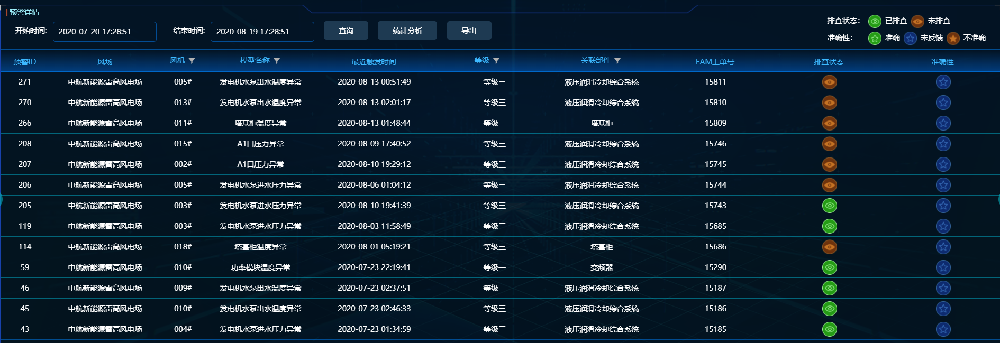 预警详情
开始时间: 2020-07-20 17:28:51 结束时间: 2020-08-19 17:28:51 查询 统计分析 导出
排查状态: 已排查 未排查
准确性: 准确 未反馈 不准确
预警ID 风场 风机 模型名称 最近触发时间 等级 关联部件 EAM工单号 排查状态 准确性
271 中航新能源雷高风电场 005# 发电机水泵出水温度异常 2020-08-13 00:51:49 等级三 液压润滑冷却综合系统 15811
270 中航新能源雷高风电场 013# 发电机水泵出水温度异常 2020-08-13 02:01:17 等级三 液压润滑冷却综合系统 15810
266 中航新能源雷高风电场 011# 塔基柜温度异常 2020-08-13 01:48:44 等级三 塔基柜 15809
208 中航新能源雷高风电场 015# A1口压力异常 2020-08-09 17:40:52 等级三 液压润滑冷却综合系统 15746
207 中航新能源雷高风电场 002# A1口压力异常 2020-08-10 19:29:12 等级三 液压润滑冷却综合系统 15745
206 中航新能源雷高风电场 005# 发电机水泵进水压力异常 2020-08-06 01:04:12 等级三 液压润滑冷却综合系统 15744
205 中航新能源雷高风电场 003# 发电机水泵进水压力异常 2020-08-10 19:41:39 等级三 液压润滑冷却综合系统 15743
119 中航新能源雷高风电场 003# 发电机水泵进水压力异常 2020-08-03 11:58:49 等级三 液压润滑冷却综合系统 15685
114 中航新能源雷高风电场 018# 塔基柜温度异常 2020-08-01 05:19:21 等级三 塔基柜 15686
59 中航新能源雷高风电场 010# 功率模块温度异常 2020-07-23 22:19:41 等级一 变频器 15290
46 中航新能源雷高风电场 009# 发电机水泵出水温度异常 2020-07-23 02:37:51 等级三 液压润滑冷却综合系统 15187
45 中航新能源雷高风电场 010# 发电机水泵出水温度异常 2020-07-23 02:46:33 等级三 液压润滑冷却综合系统 15186
43 中航新能源雷高风电场 004# 发电机水泵进水压力异常 2020-07-23 01:34:59 等级三 液压润滑冷却综合系统 15185